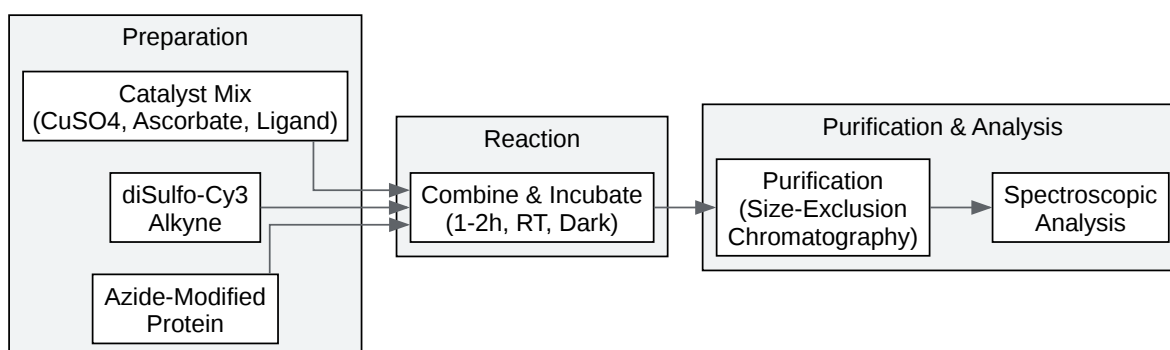 Preparation
Catalyst Mix
(CuSO4, Ascorbate, Ligand)
diSulfo-Cy3
Alkyne
Azide-Modified
Protein
Reaction
Combine & Incubate
(1-2h, RT, Dark)
Purification & Analysis
Purification
(Size-Exclusion
Chromatography)
Spectroscopic
Analysis